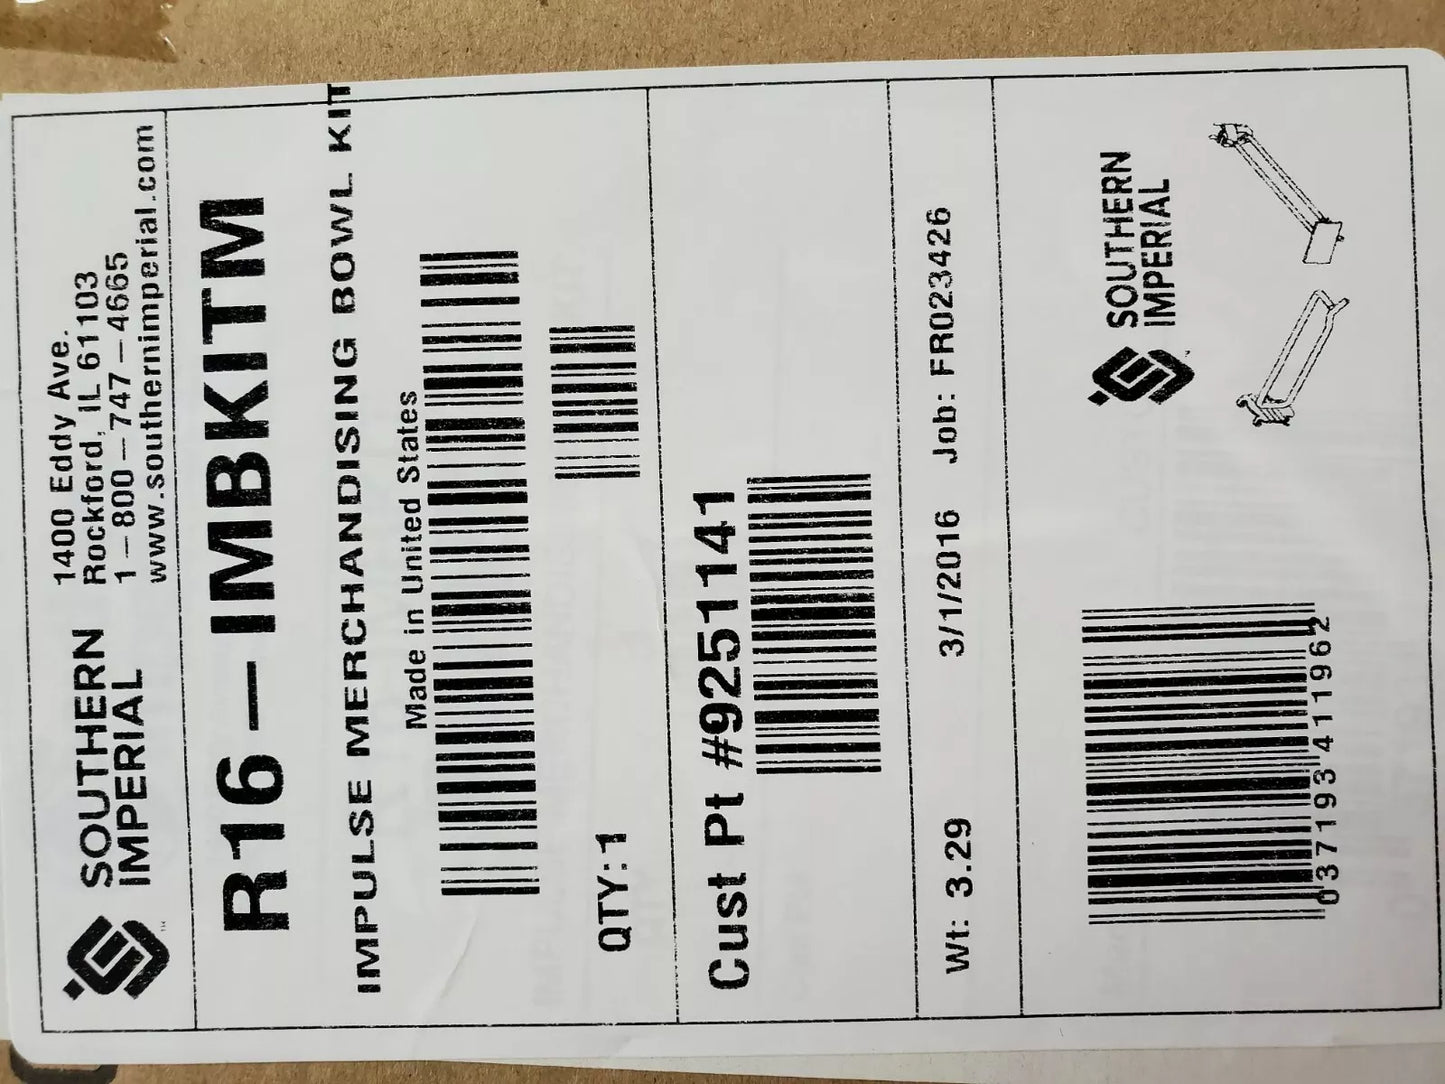 SOUTHERN
IMPERIAL
TM
1400 Eddy Ave.
Rockford, IL 61103
1-800-747-4665
www.southernimperial.com
R16-IMBKITM
IMPULSE MERCHANDISING BOWL KIT
Made in United States
QTY:1
Cust Pt #9251141
Wt: 3.29 3/1/2016 Job: FR023426
037193411962
SOUTHERN
IMPERIAL
TM